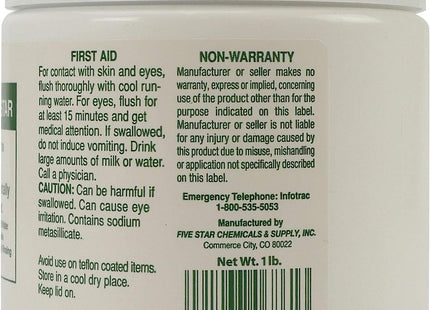 FIRST AID
For contact with skin and eyes,
flush thoroughly with cool run-
ning water. For eyes, flush for
at least 15 minutes and get
medical attention. If swallowed,
do not induce vomiting. Drink
large amounts of milk or water.
Call a physician.
CAUTION: Can be harmful if
swallowed. Can cause eye
irritation. Contains sodium
metasillicate.
Avoid use on teflon coated items.
Store in a cool dry place.
Keep lid on.
NON-WARRANTY
Manufacturer or seller makes no
warranty, express or implied, concerning
use of the product other than for the
purpose indicated on this label.
Manufacturer or seller is not liable
for any injury or damage caused by
this product due to misuse, mishandling
or application not specifically described
on this label.
Emergency Telephone: Infotrac
1-800-535-5053
Manufactured by
FIVE STAR CHEMICALS & SUPPLY, INC.
Commerce City, CO 80022
Net Wt. 1 lb.